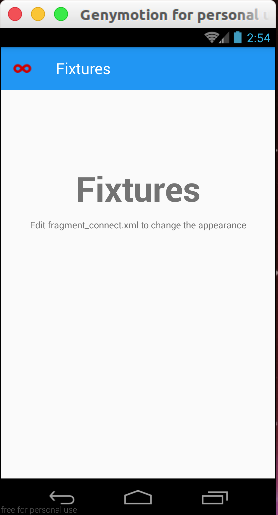 Genymotion for personal u
2:54
Fixtures
Fixtures
Edit fragment_connect.xml to change the appearance
free for personal use